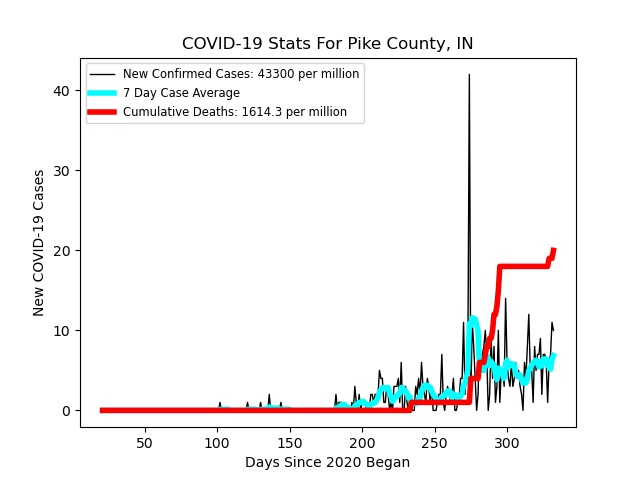 COVID-19 Stats For Pike County, IN
New Confirmed Cases: 43300 per million
7 Day Case Average
Cumulative Deaths: 1614.3 per million
New COVID-19 Cases
40
30
20
10
0
50
100
150
200
250
300
Days Since 2020 Began